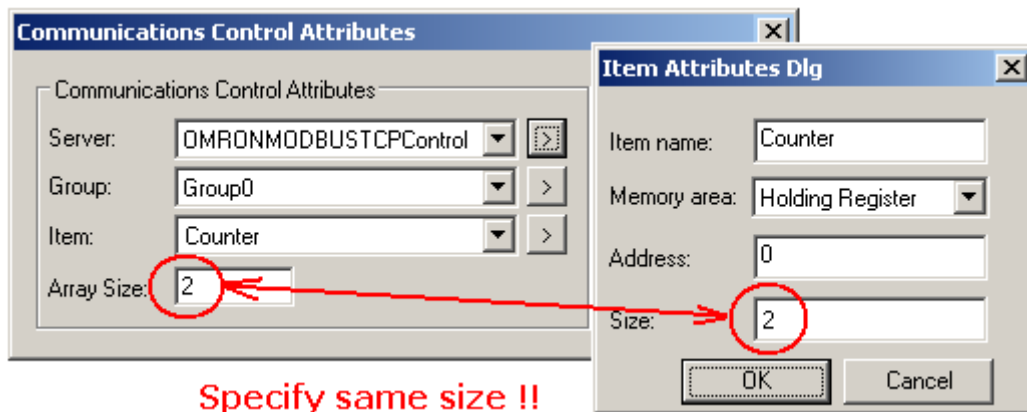 Communications Control Attributes
Communications Control Attributes
Server: OMRONMODBUSTCPControl >
Group: Group0 >
Item: Counter >
Array Size: 2
Item Attributes Dlg
Item name: Counter
Memory area: Holding Register
Address: 0
Size: 2
OK Cancel
Specify same size !!